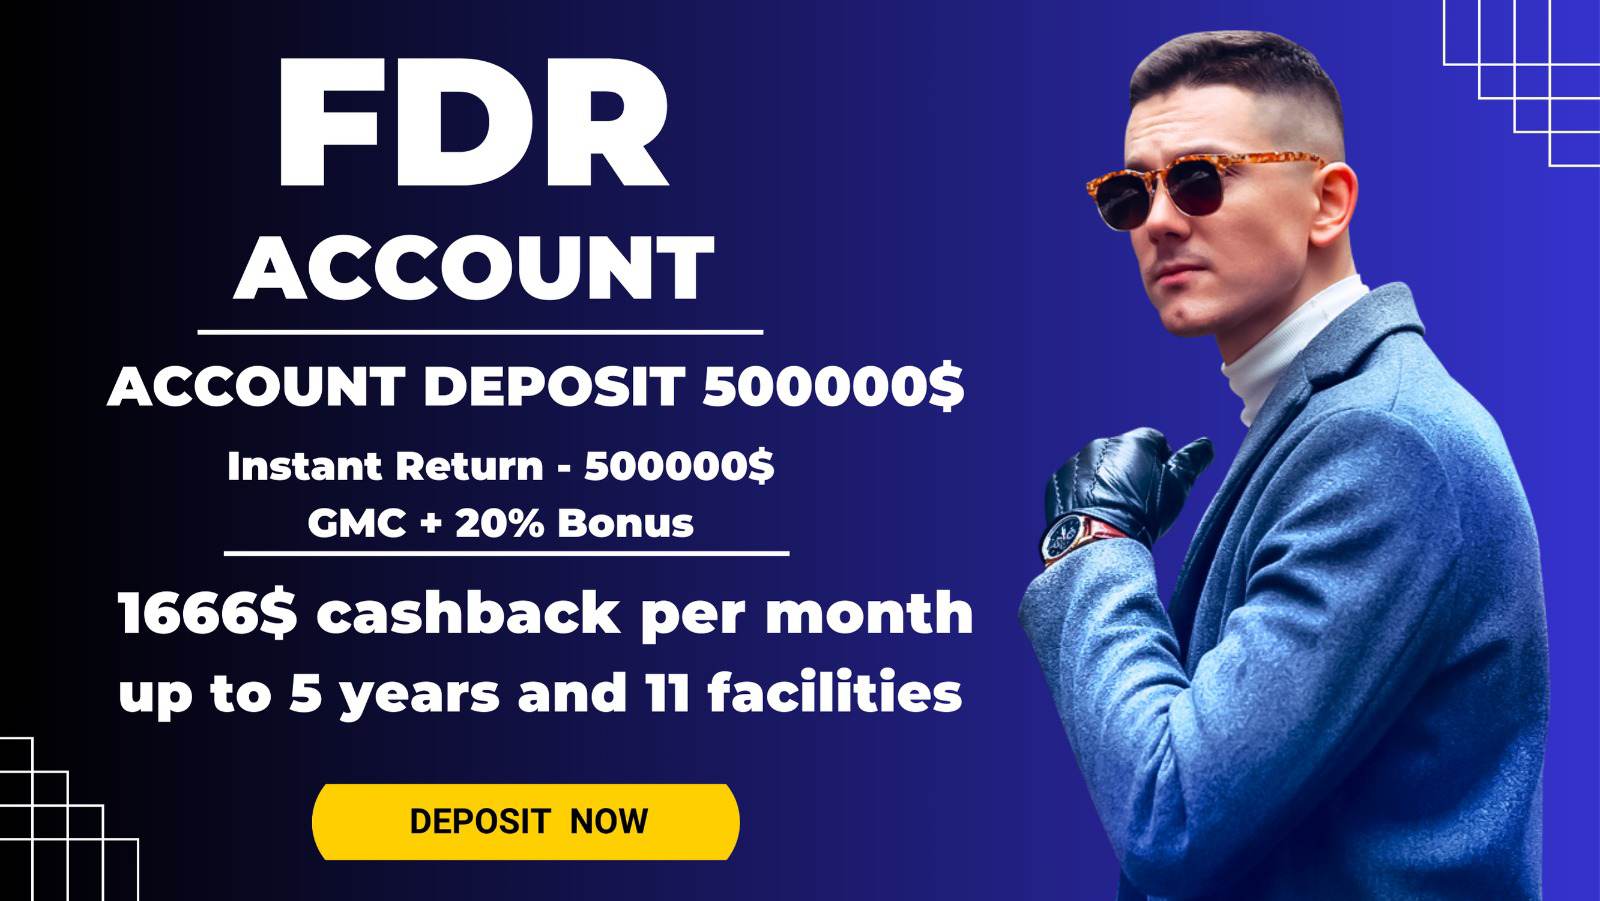 FDR
ACCOUNT
ACCOUNT DEPOSIT 500000$
Instant Return - 500000$
GMC + 20% Bonus
1666$ cashback per month
up to 5 years and 11 facilities
DEPOSIT NOW